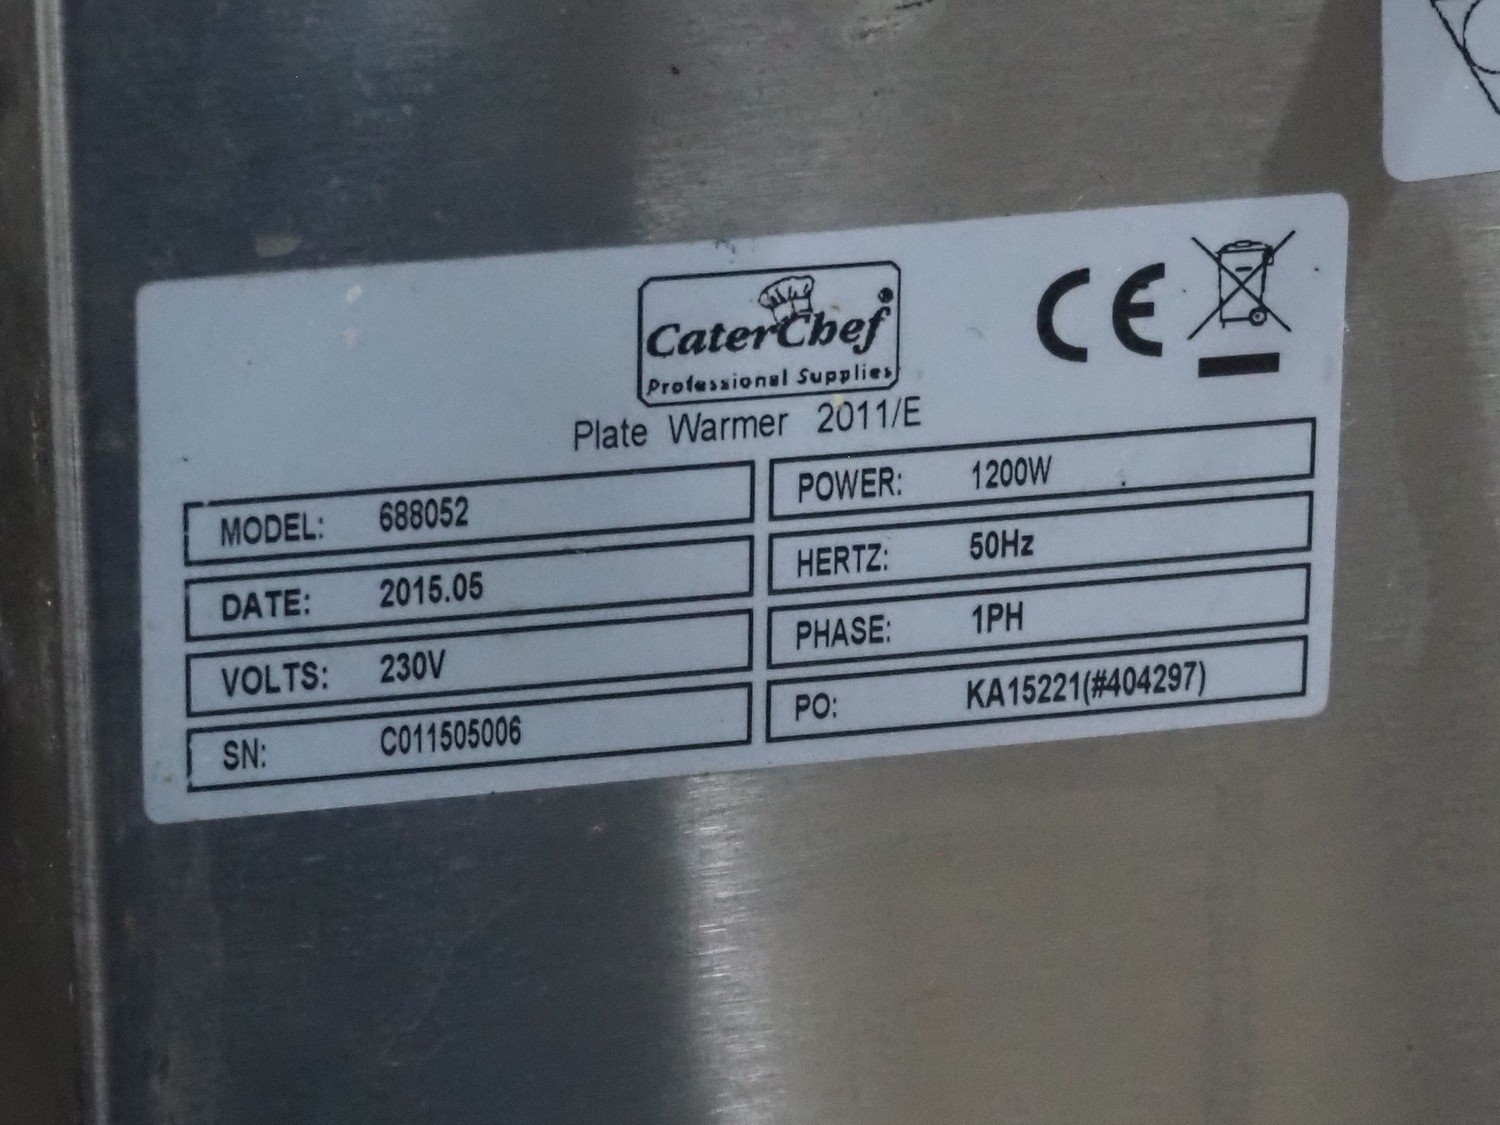 CaterChef
Professional Supplies
CE
Plate Warmer 2011/E
MODEL: 688052
POWER: 1200W
DATE: 2015.05
HERTZ: 50Hz
VOLTS: 230V
PHASE: 1PH
SN: C011505006
PO: KA15221(#404297)